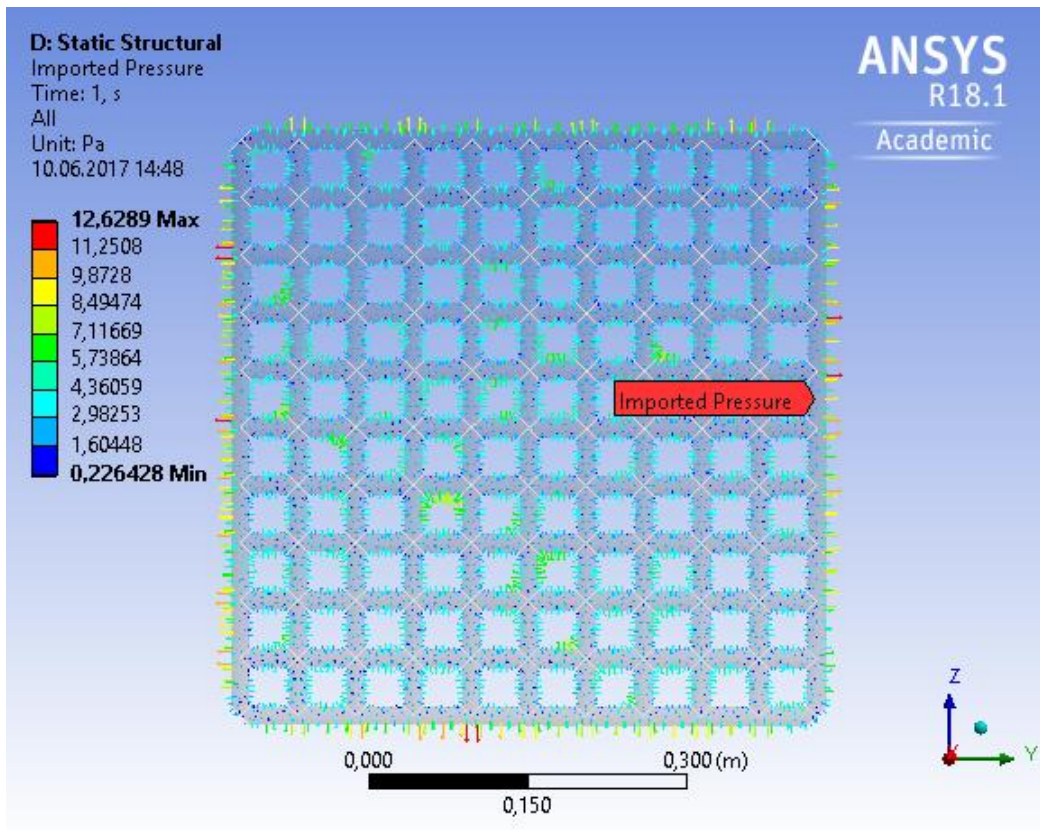 D: Static Structural
Imported Pressure
Time: 1, s
All
Unit: Pa
10.06.2017 14:48
12,6289 Max
11,2508
9,8728
8,49474
7,11669
5,73864
4,36059
2,98253
1,60448
0,226428 Min
ANSYS
R18.1
Academic
Imported Pressure
0,000
0,300 (m)
0,150
Z
Y